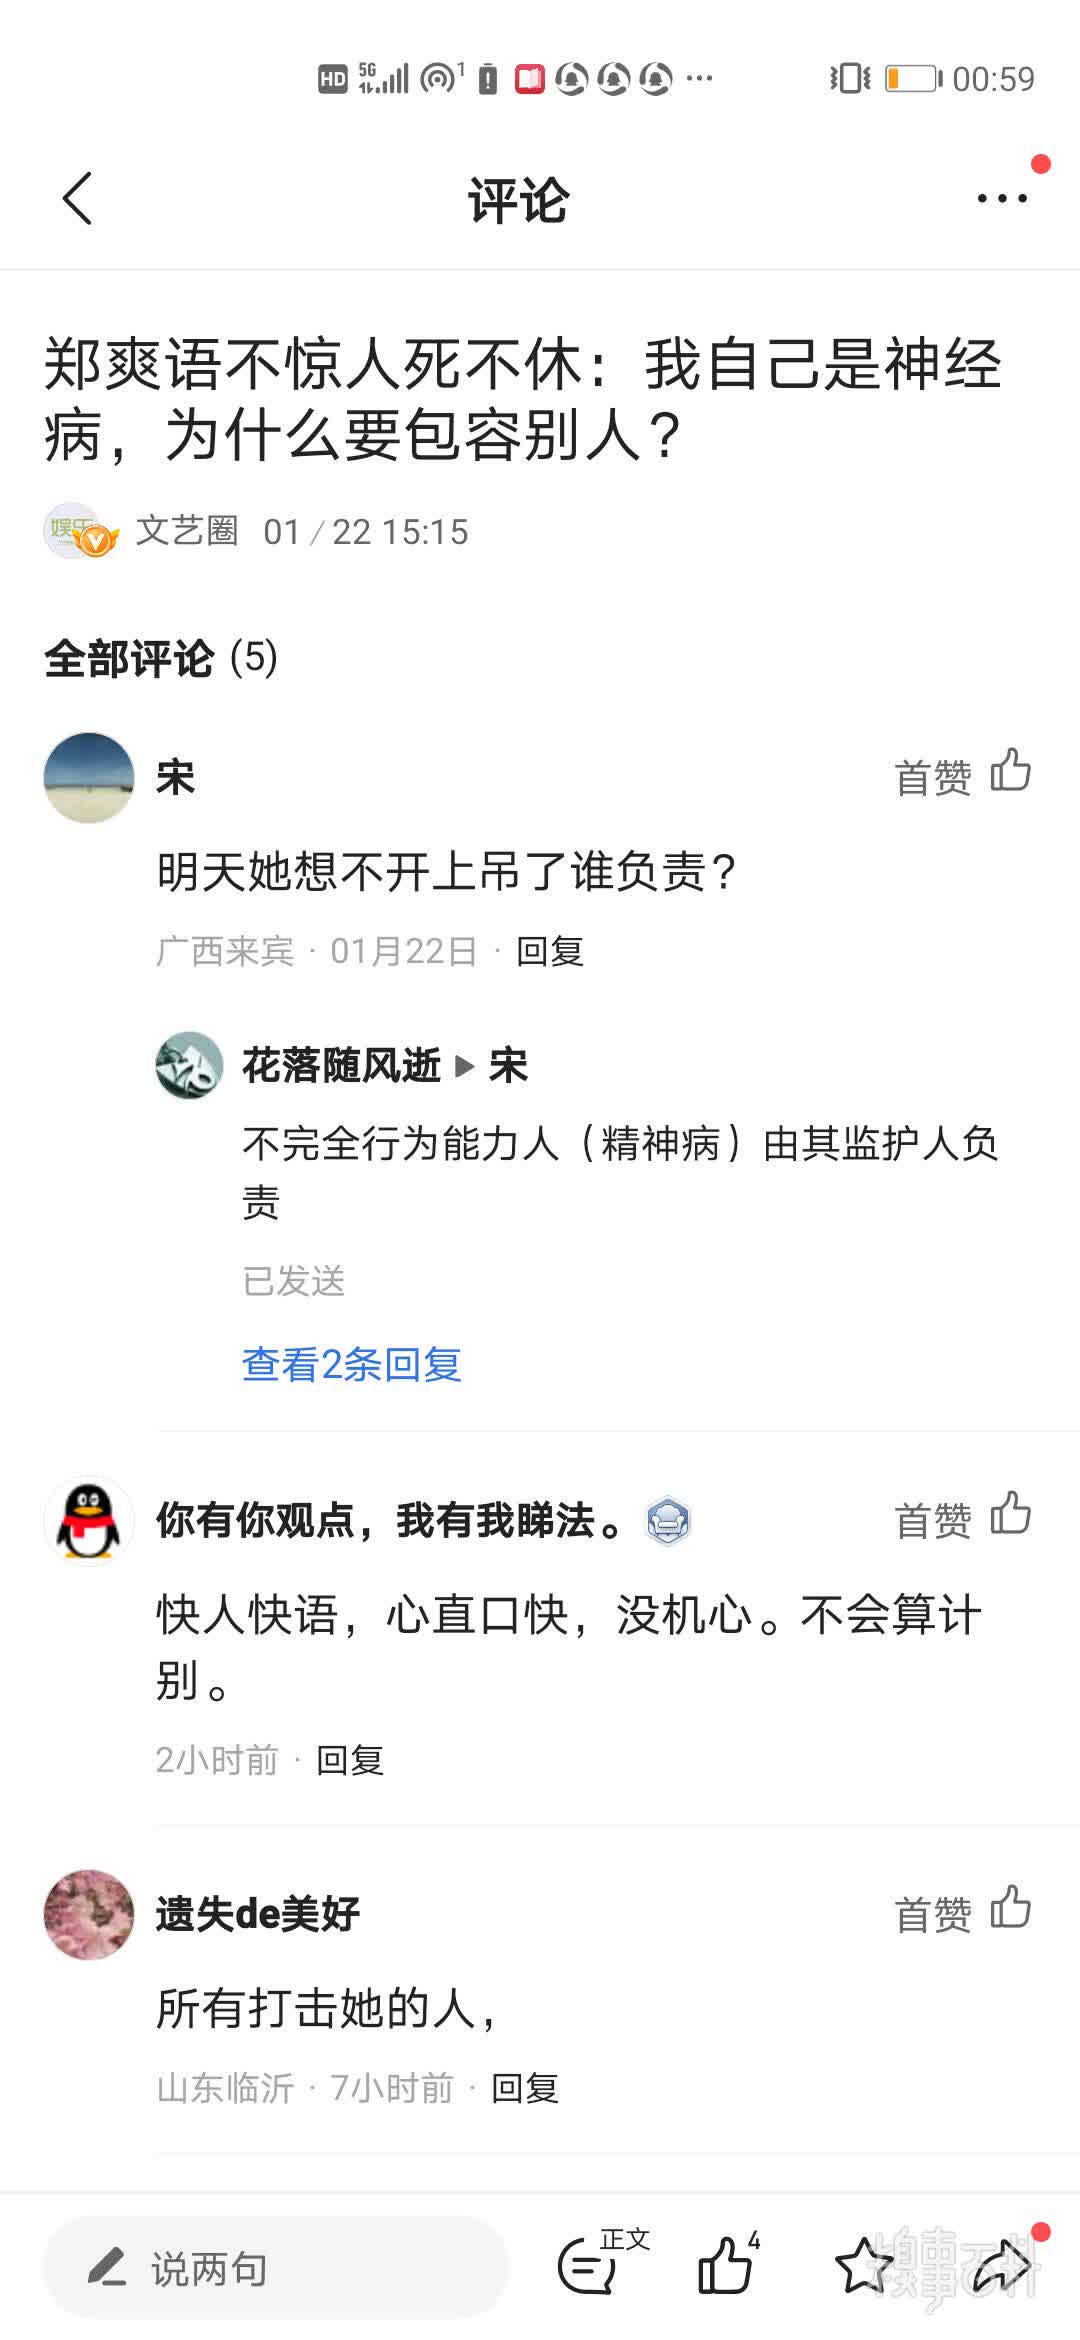 HD 5G 1 00:59
评论
郑爽语不惊人死不休：我自己是神经
病，为什么要包容别人？
娱乐 文艺圈 01/22 15:15
全部评论 (5)
宋 首赞
明天她想不开上吊了谁负责？
广西来宾 · 01月22日 · 回复
花落随风逝 ▶ 宋
不完全行为能力人（精神病）由其监护人负
责
已发送
查看2条回复
你有你观点，我有我睇法。 首赞
快人快语，心直口快，没机心。不会算计
别。
2小时前 · 回复
遗失de美好 首赞
所有打击她的人，
山东临沂 · 7小时前 · 回复
说两句 正文 4
糗事百科